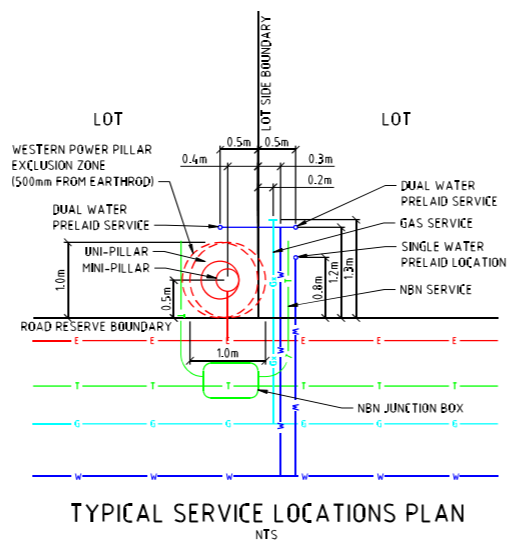 LOT SIDE BOUNDARY
LOT
LOT
0.5m
0.5m
WESTERN POWER PILLAR
EXCLUSION ZONE
(500mm FROM EARTHROD)
0.4m
0.3m
0.2m
DUAL WATER
PRELAID SERVICE
DUAL WATER
PRELAID SERVICE
GAS SERVICE
UNI-PILLAR
MINI-PILLAR
SINGLE WATER
PRELAID LOCATION
NBN SERVICE
1.0m
0.5m
0.8m
1.2m
1.3m
ROAD RESERVE BOUNDARY
1.0m
G
W
T
T
T
W
G
W
W
W
E E E E E E
T T T T T T
NBN JUNCTION BOX
G G G G G G
W W W W W W
TYPICAL SERVICE LOCATIONS PLAN
NTS